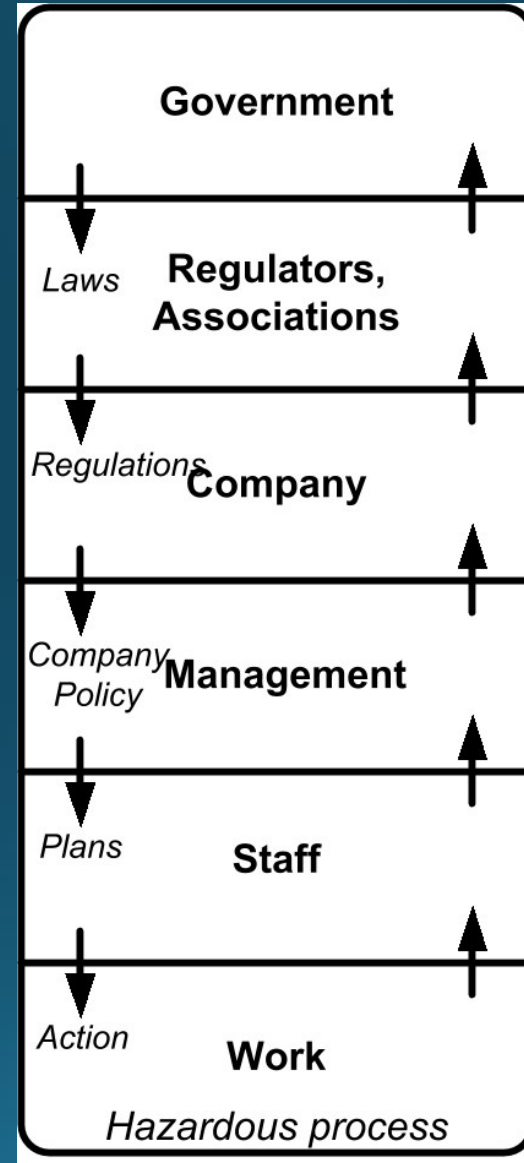 Government
Laws
Regulators,
Associations
Regulations
Company
Company
Policy
Management
Plans
Staff
Action
Work
Hazardous process